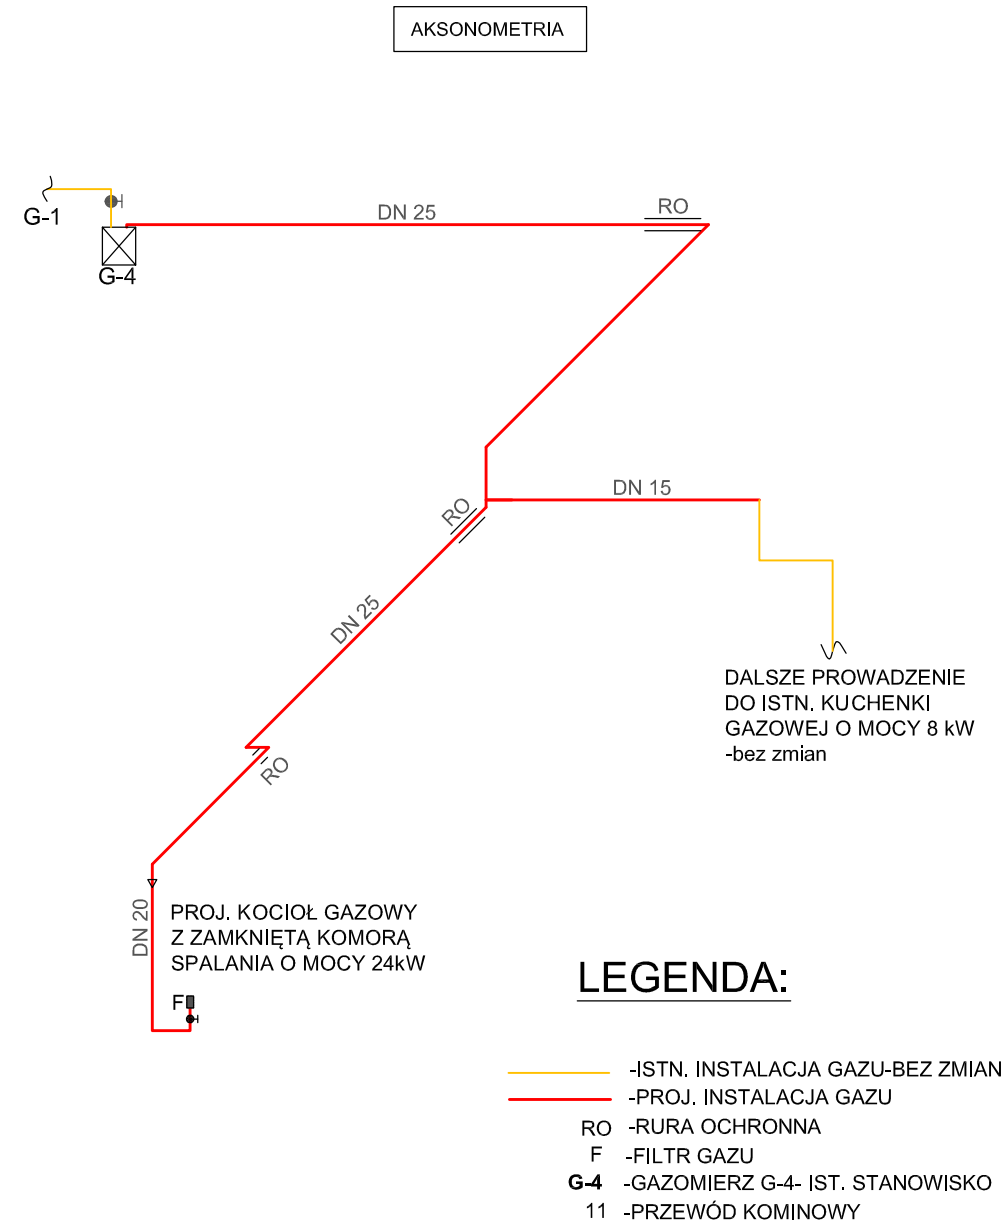 AKSONOMETRIA
G-1
G-4
DN 25
RO
DN 15
RO
DN 25
DALSZE PROWADZENIE
DO ISTN. KUCHENKI
GAZOWEJ O MOCY 8 kW
-bez zmian
RO
DN 20
PROJ. KOCIOŁ GAZOWY
Z ZAMKNIĘTĄ KOMORĄ
SPALANIA O MOCY 24kW
F
LEGENDA:
-ISTN. INSTALACJA GAZU-BEZ ZMIAN
-PROJ. INSTALACJA GAZU
RO -RURA OCHRONNA
F -FILTR GAZU
G-4 -GAZOMIERZ G-4- IST. STANOWISKO
11 -PRZEWÓD KOMINOWY